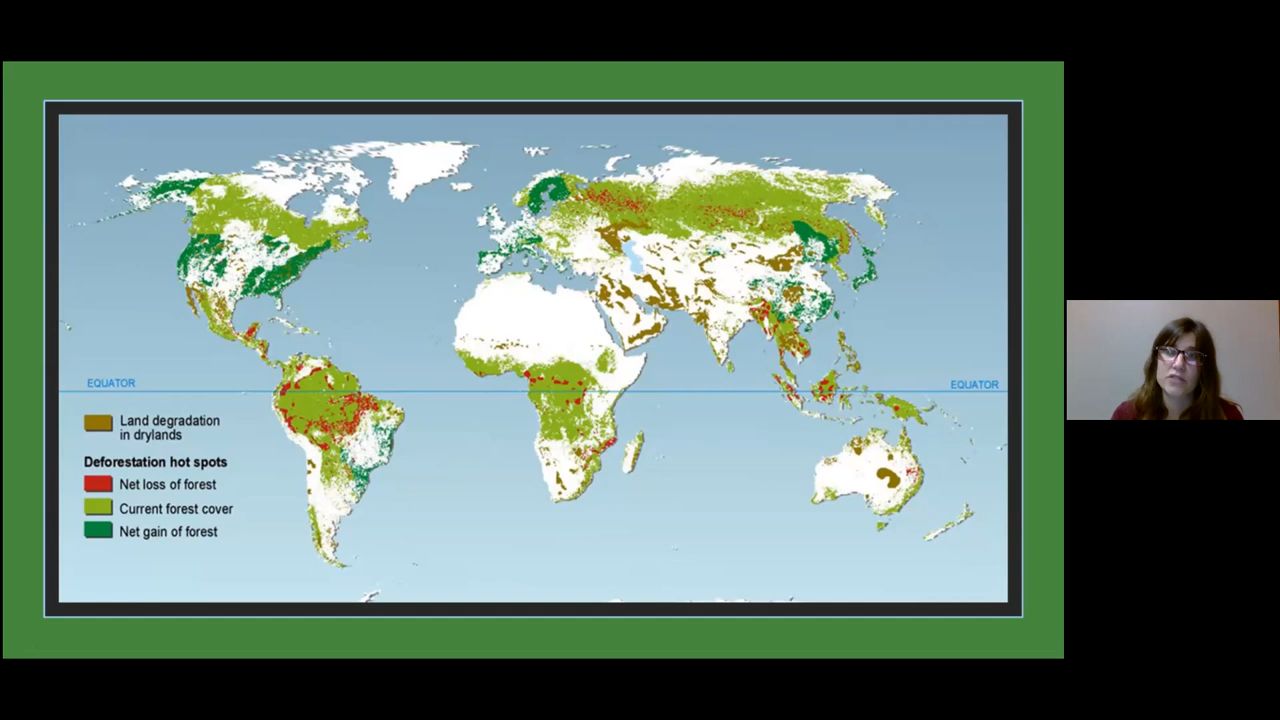 EQUATOR
EQUATOR
Land degradation
in drylands
Deforestation hot spots
Net loss of forest
Current forest cover
Net gain of forest